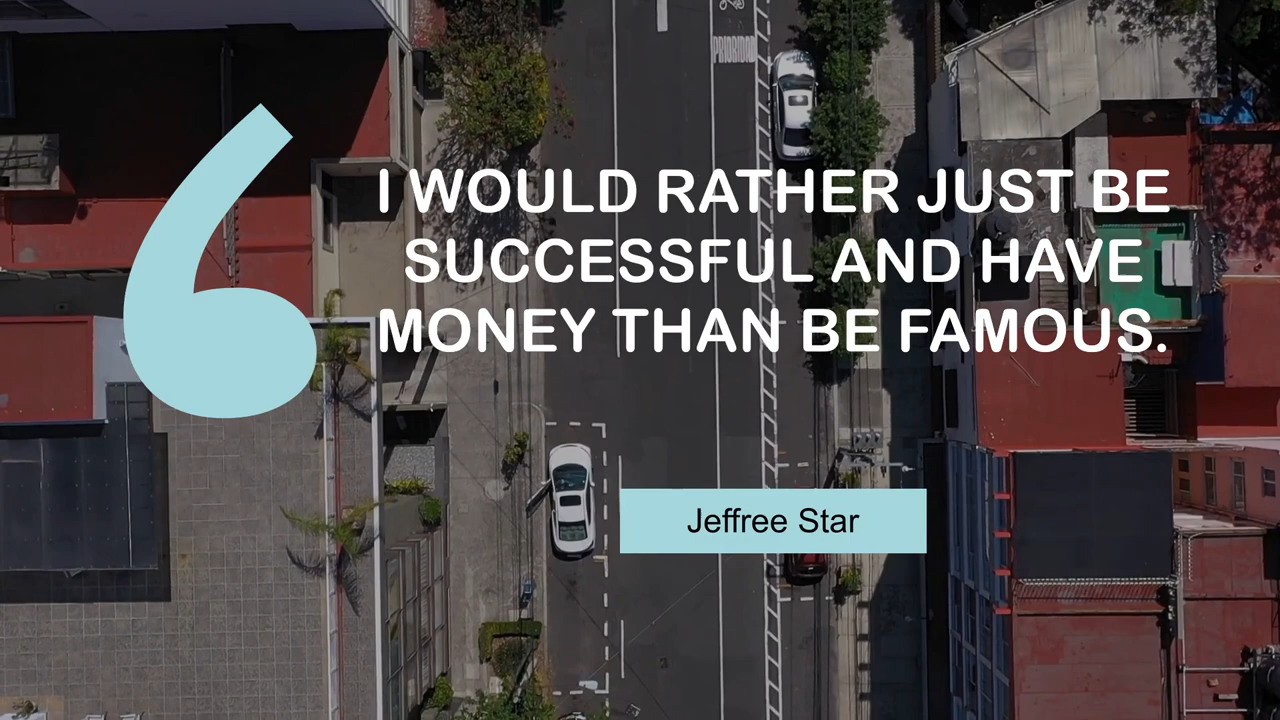 PRIORIDAD
I WOULD RATHER JUST BE
SUCCESSFUL AND HAVE
MONEY THAN BE FAMOUS.
Jeffree Star